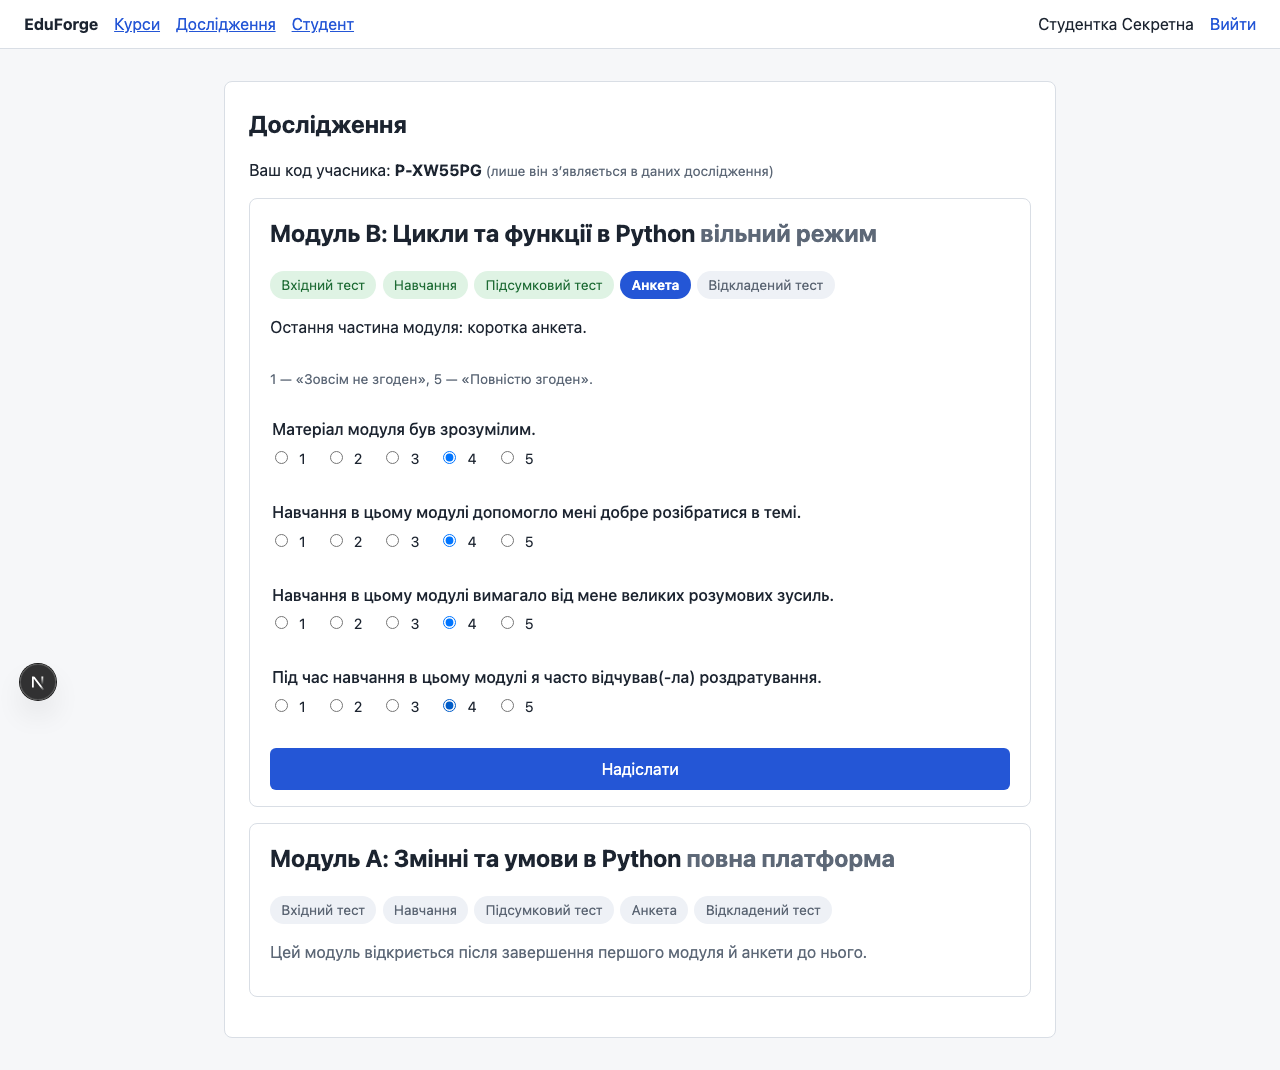 EduForge Курси Дослідження Студент Студентка Секретна Вийти
Дослідження
Ваш код учасника: P-XW55PG (лише він з’являється в даних дослідження)
Модуль B: Цикли та функції в Python вільний режим
Вхідний тест Навчання Підсумковий тест Анкета Відкладений тест
Остання частина модуля: коротка анкета.
1 — «Зовсім не згоден», 5 — «Повністю згоден».
Матеріал модуля був зрозумілим.
1 2 3 4 5
Навчання в цьому модулі допомогло мені добре розібратися в темі.
1 2 3 4 5
Навчання в цьому модулі вимагало від мене великих розумових зусиль.
1 2 3 4 5
Під час навчання в цьому модулі я часто відчував(-ла) роздратування.
1 2 3 4 5
N
Надіслати
Модуль A: Змінні та умови в Python повна платформа
Вхідний тест Навчання Підсумковий тест Анкета Відкладений тест
Цей модуль відкриється після завершення першого модуля й анкети до нього.